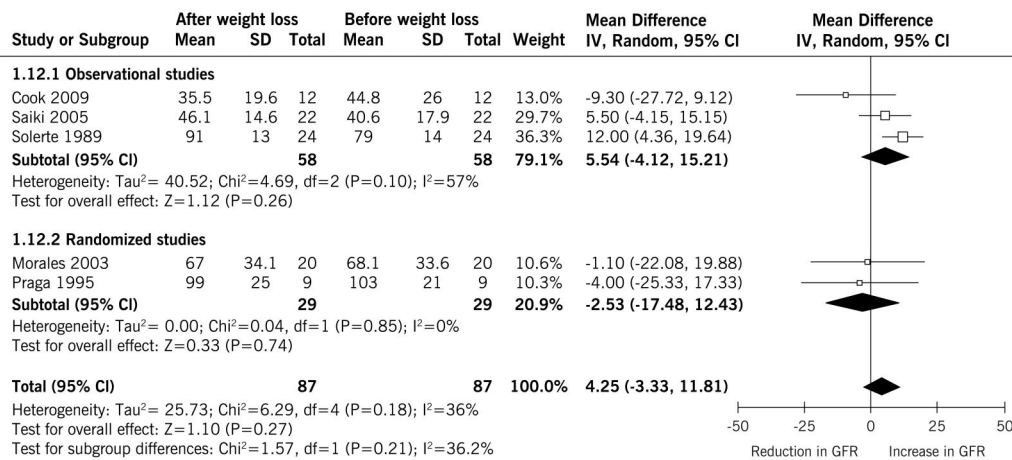 After weight loss Before weight loss Mean Difference Mean Difference
Study or Subgroup Mean SD Total Mean SD Total Weight IV, Random, 95% CI IV, Random, 95% CI
1.12.1 Observational studies
Cook 2009 35.5 19.6 12 44.8 26 12 13.0% -9.30 (-27.72, 9.12)
Saiki 2005 46.1 14.6 22 40.6 17.9 22 29.7% 5.50 (-4.15, 15.15)
Solerte 1989 91 13 24 79 14 24 36.3% 12.00 (4.36, 19.64)
Subtotal (95% CI) 58 58 79.1% 5.54 (-4.12, 15.21)
Heterogeneity: Tau²= 40.52; Chi²=4.69, df=2 (P=0.10); I²=57%
Test for overall effect: Z=1.12 (P=0.26)
1.12.2 Randomized studies
Morales 2003 67 34.1 20 68.1 33.6 20 10.6% -1.10 (-22.08, 19.88)
Praga 1995 99 25 9 103 21 9 10.3% -4.00 (-25.33, 17.33)
Subtotal (95% CI) 29 29 20.9% -2.53 (-17.48, 12.43)
Heterogeneity: Tau²= 0.00; Chi²=0.04, df=1 (P=0.85); I²=0%
Test for overall effect: Z=0.33 (P=0.74)
Total (95% CI) 87 87 100.0% 4.25 (-3.33, 11.81)
Heterogeneity: Tau²= 25.73; Chi²=6.29, df=4 (P=0.18); I²=36%
Test for overall effect: Z=1.10 (P=0.27)
Test for subgroup differences: Chi²=1.57, df=1 (P=0.21); I²=36.2%
-50 -25 0 25 50
Reduction in GFR Increase in GFR